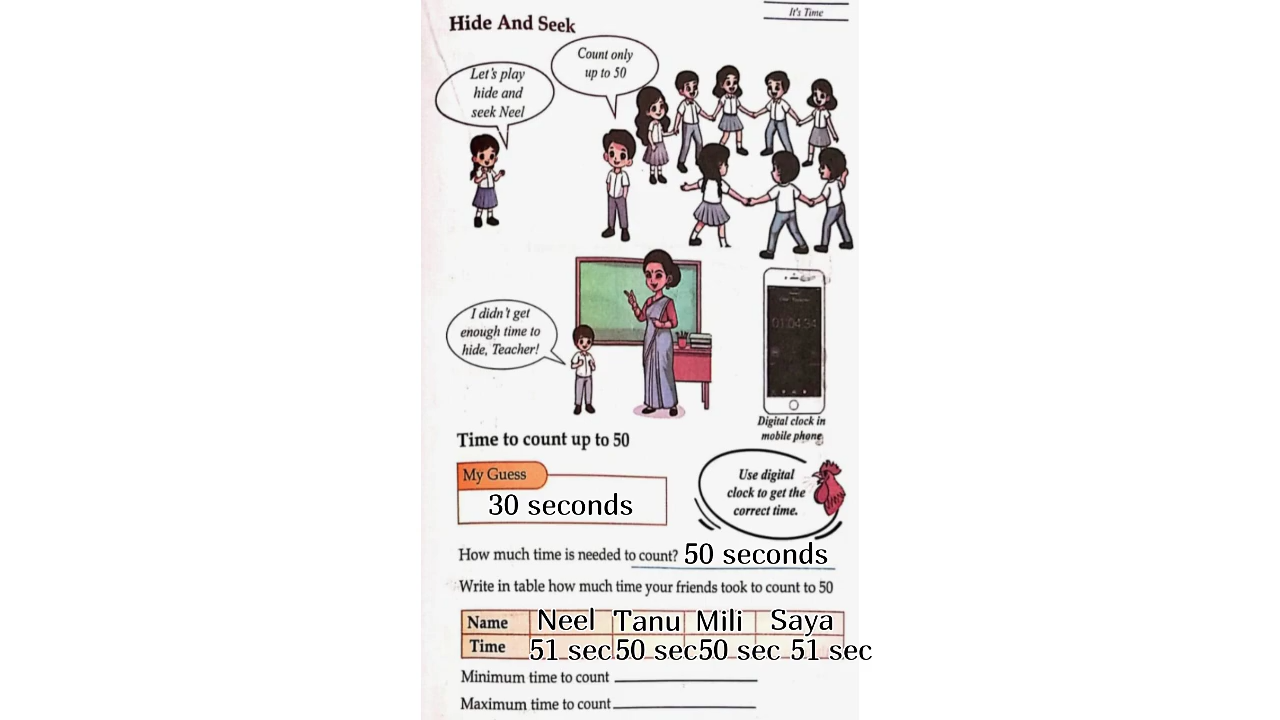 It's Time
Hide And Seek
Count only
up to 50
Let's play
hide and
seek Neel
I didn't get
enough time to
hide, Teacher!
01:04.34
Digital clock in
mobile phone
Time to count up to 50
My Guess
30 seconds
Use digital
clock to get the
correct time.
How much time is needed to count? 50 seconds
Write in table how much time your friends took to count to 50
Name Neel Tanu Mili Saya
Time 51 sec 50 sec 50 sec 51 sec
Minimum time to count
Maximum time to count